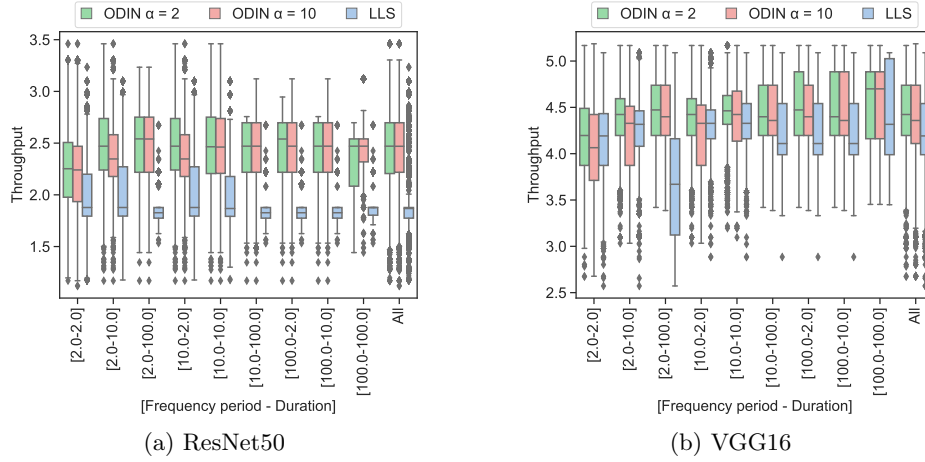 ODIN α = 2 ODIN α = 10 LLS
3.5
3.0
2.5
2.0
1.5
Throughput
[2.0-2.0]
[2.0-10.0]
[2.0-100.0]
[10.0-2.0]
[10.0-10.0]
[10.0-100.0]
[100.0-2.0]
[100.0-10.0]
[100.0-100.0]
All
[Frequency period - Duration]
(a) ResNet50
ODIN α = 2 ODIN α = 10 LLS
5.0
4.5
4.0
3.5
3.0
2.5
Throughput
[2.0-2.0]
[2.0-10.0]
[2.0-100.0]
[10.0-2.0]
[10.0-10.0]
[10.0-100.0]
[100.0-2.0]
[100.0-10.0]
[100.0-100.0]
All
[Frequency period - Duration]
(b) VGG16